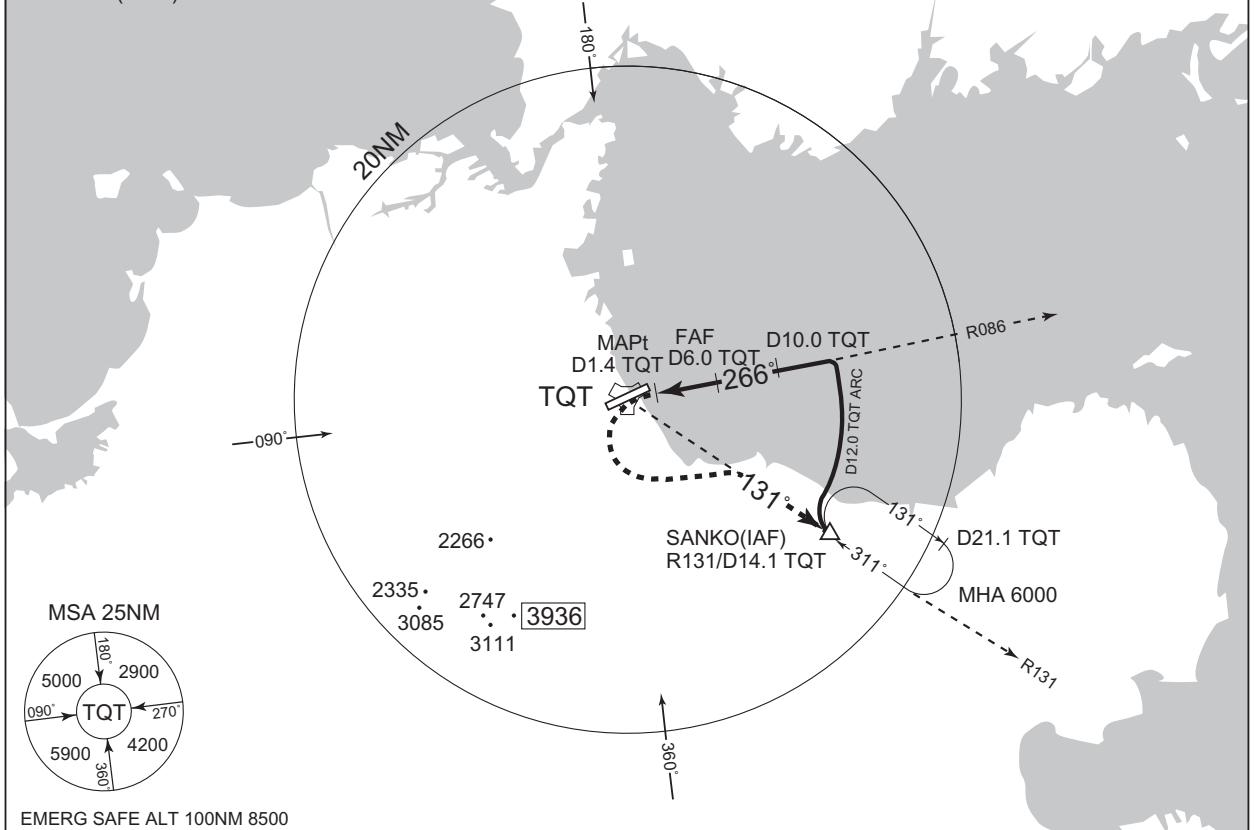 180°
20NM
R086
MAPt
D1.4 TQT
FAF
D6.0 TQT
D10.0 TQT
266°
TQT
D12.0 TQT ARC
090°
131°
SANKO(IAF)
R131/D14.1 TQT
131°
D21.1 TQT
311°
MHA 6000
R131
2266
2335
3085
2747
3936
3111
360°
MSA 25NM
180°
5000
2900
090°
TQT
270°
5900
4200
360°
EMERG SAFE ALT 100NM 8500